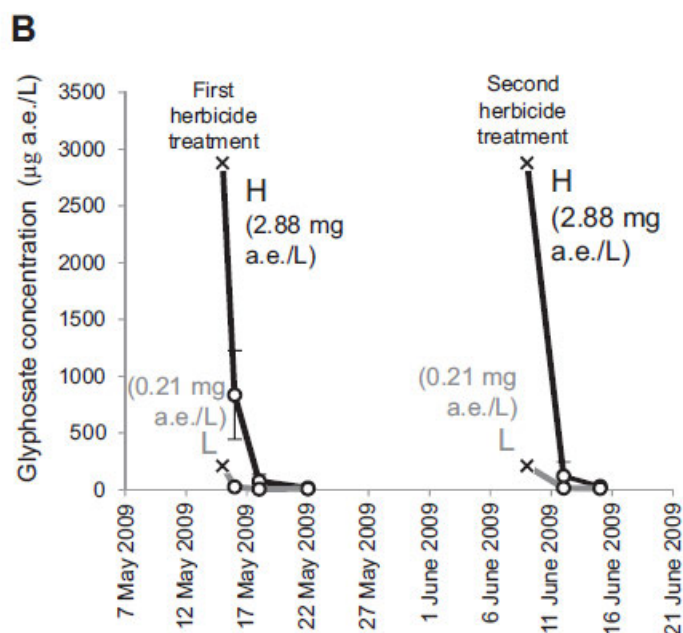 B
Glyphosate concentration (µg a.e./L)
3500
3000
2500
2000
1500
1000
500
0
First
herbicide
treatment
H
(2.88 mg
a.e./L)
(0.21 mg
a.e./L)
L
Second
herbicide
treatment
H
(2.88 mg
a.e./L)
(0.21 mg
a.e./L)
L
7 May 2009
12 May 2009
17 May 2009
22 May 2009
27 May 2009
1 June 2009
6 June 2009
11 June 2009
16 June 2009
21 June 2009